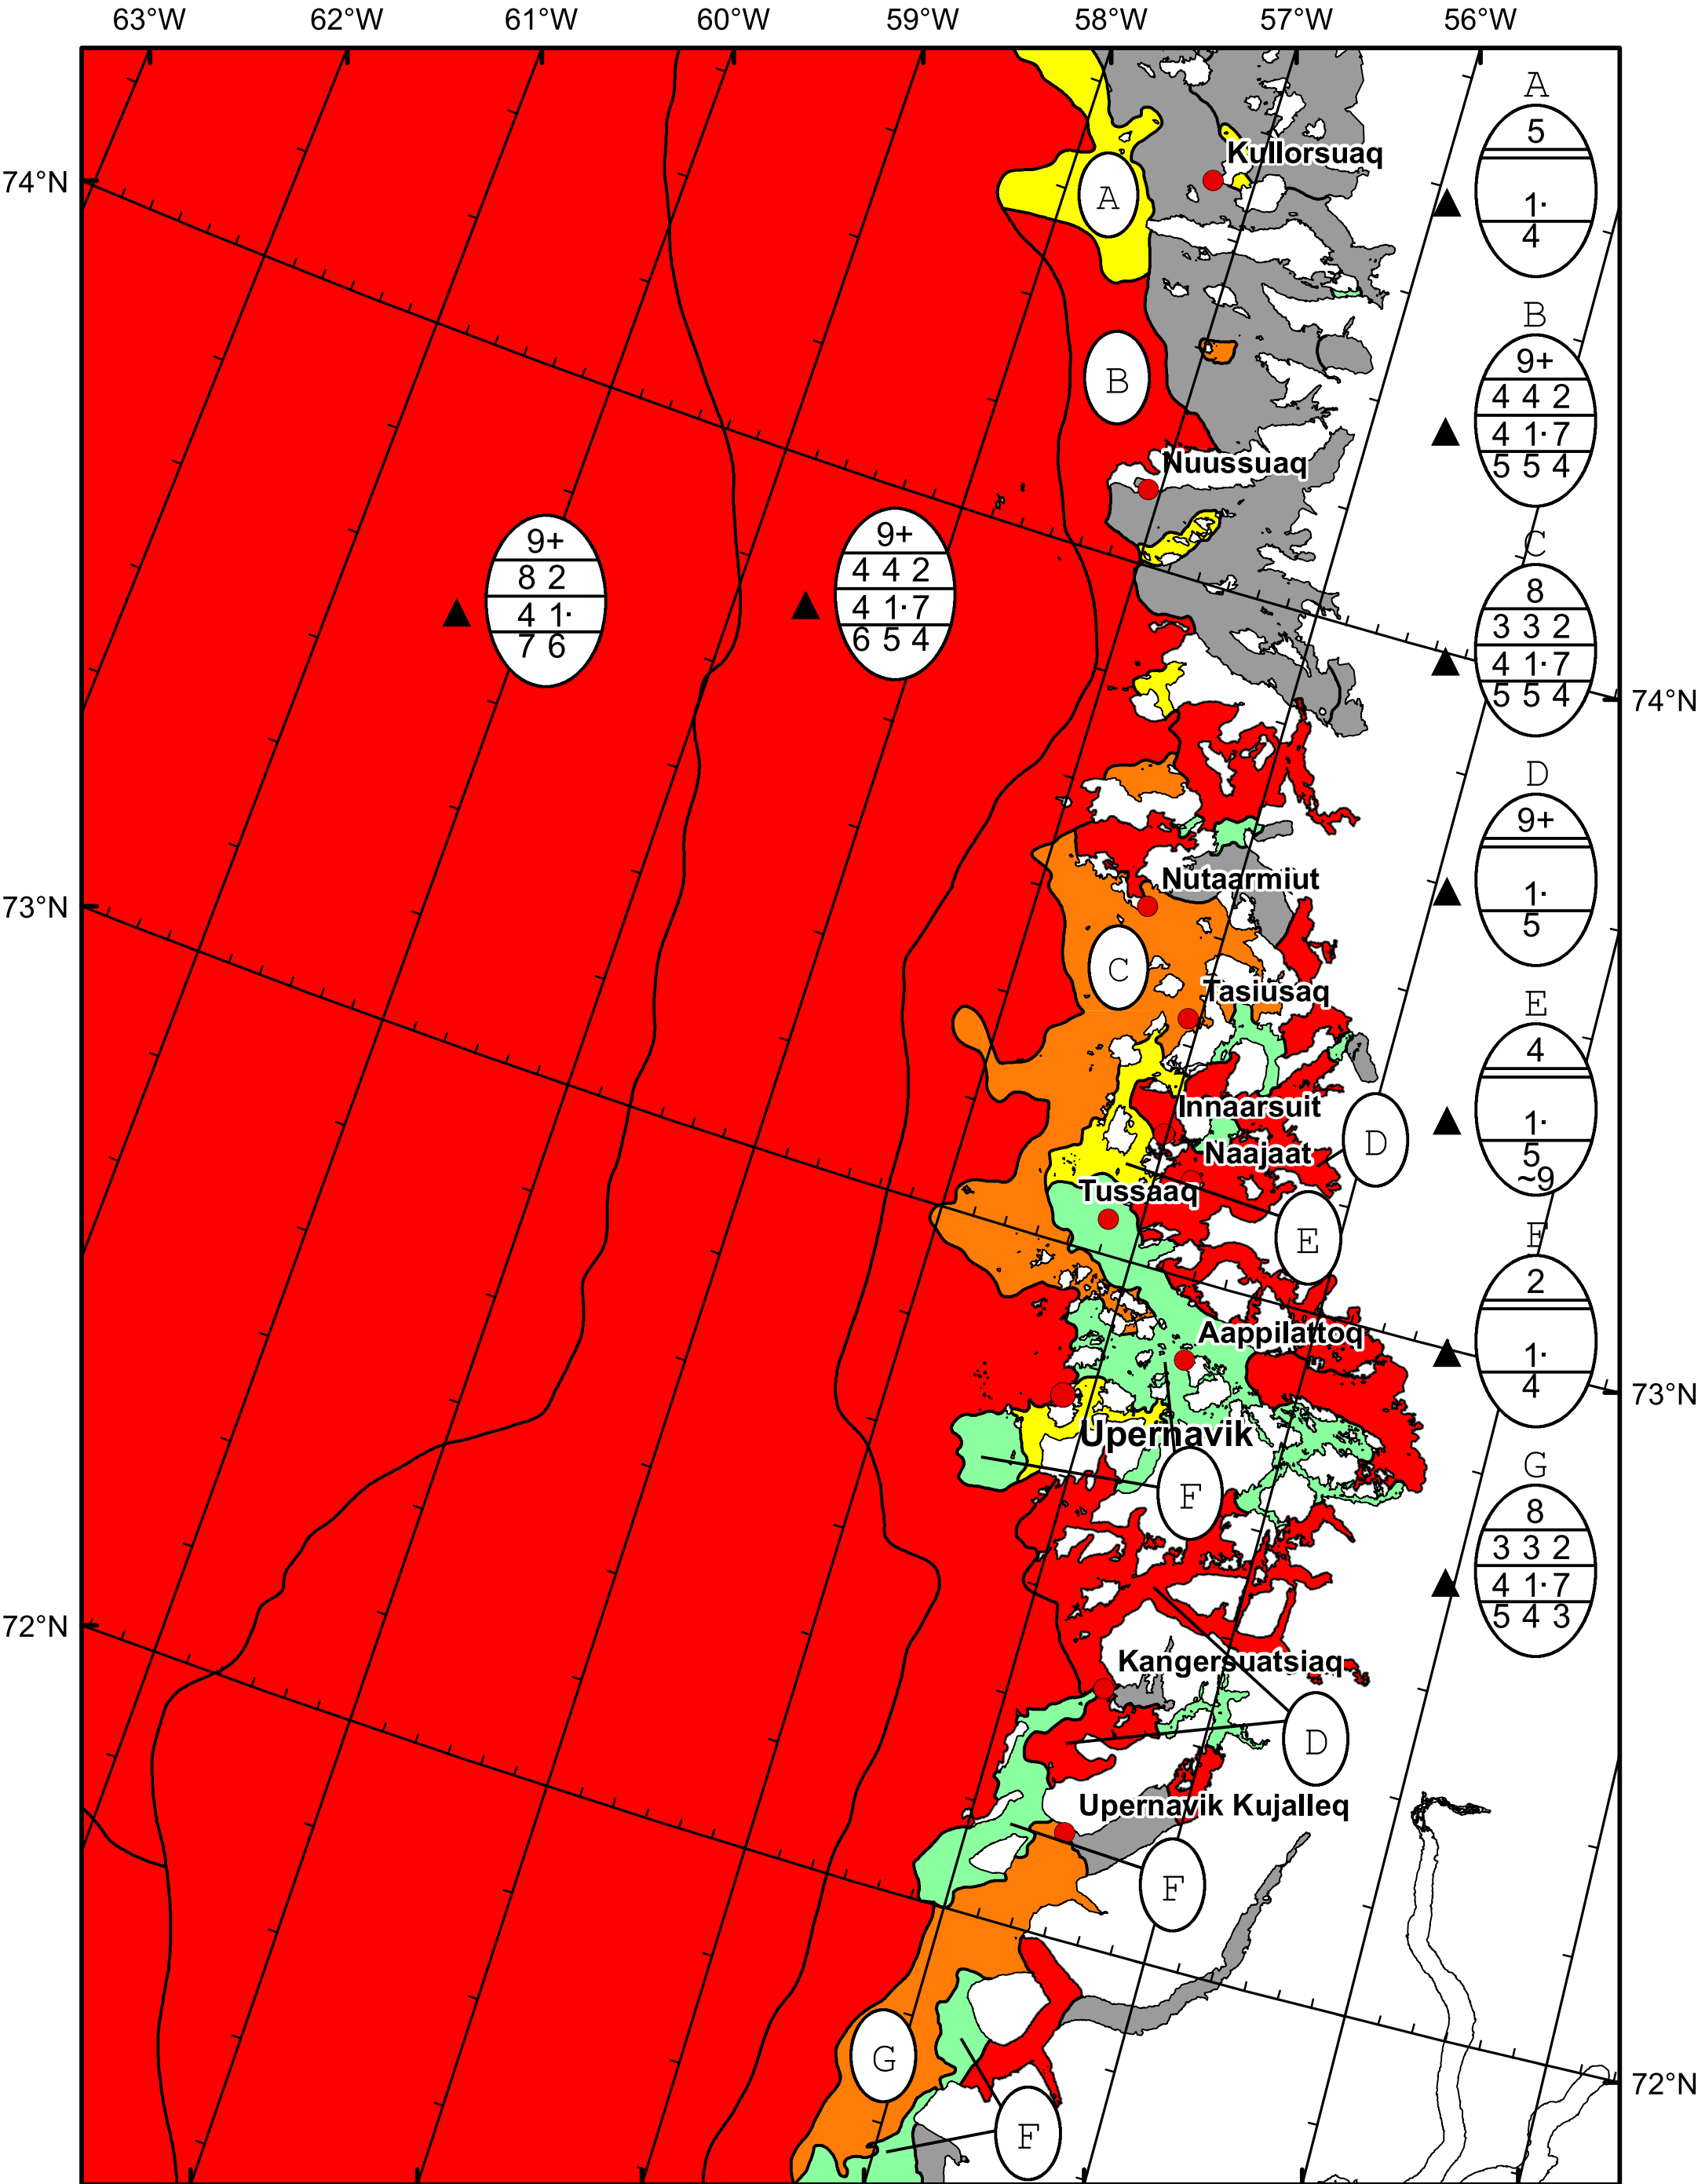 63°W 62°W 61°W 60°W 59°W 58°W 57°W 56°W
74°N
73°N
72°N
74°N
73°N
72°N
Kullorsuaq
Nuussuaq
Nutaarmiut
Tasiusaq
Innaarsuit
Naajaat
Tussaaq
Aappilattoq
Upernavik
Kangersuatsiaq
Upernavik Kujalleq
A
B
C
D
E
F
D
F
G
F
9+
8 2
4 1·
7 6
9+
4 4 2
4 1·7
6 5 4
A
5
1·
4
B
9+
4 4 2
4 1·7
5 5 4
C
8
3 3 2
4 1·7
5 5 4
D
9+
1·
5
E
4
1·
5
~9
F
2
1·
4
G
8
3 3 2
4 1·7
5 4 3